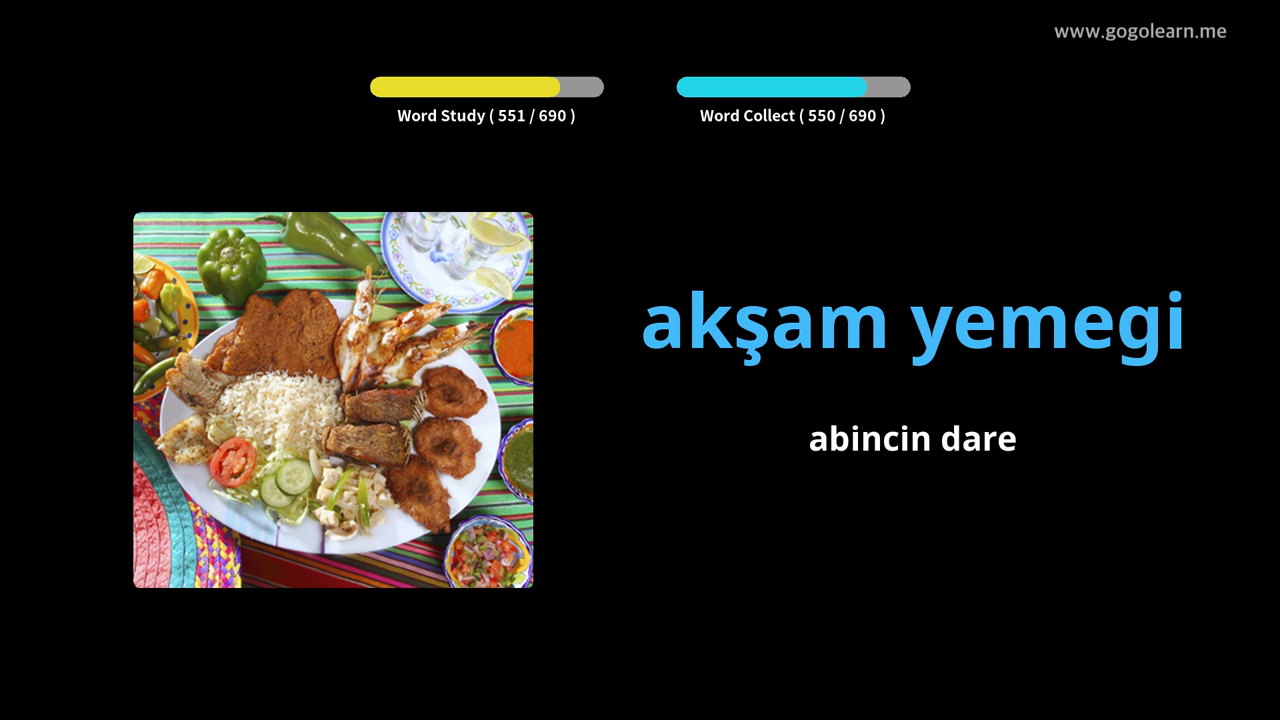 www.gogolearn.me
Word Study ( 551 / 690 )
Word Collect ( 550 / 690 )
akşam yemegi
abincin dare